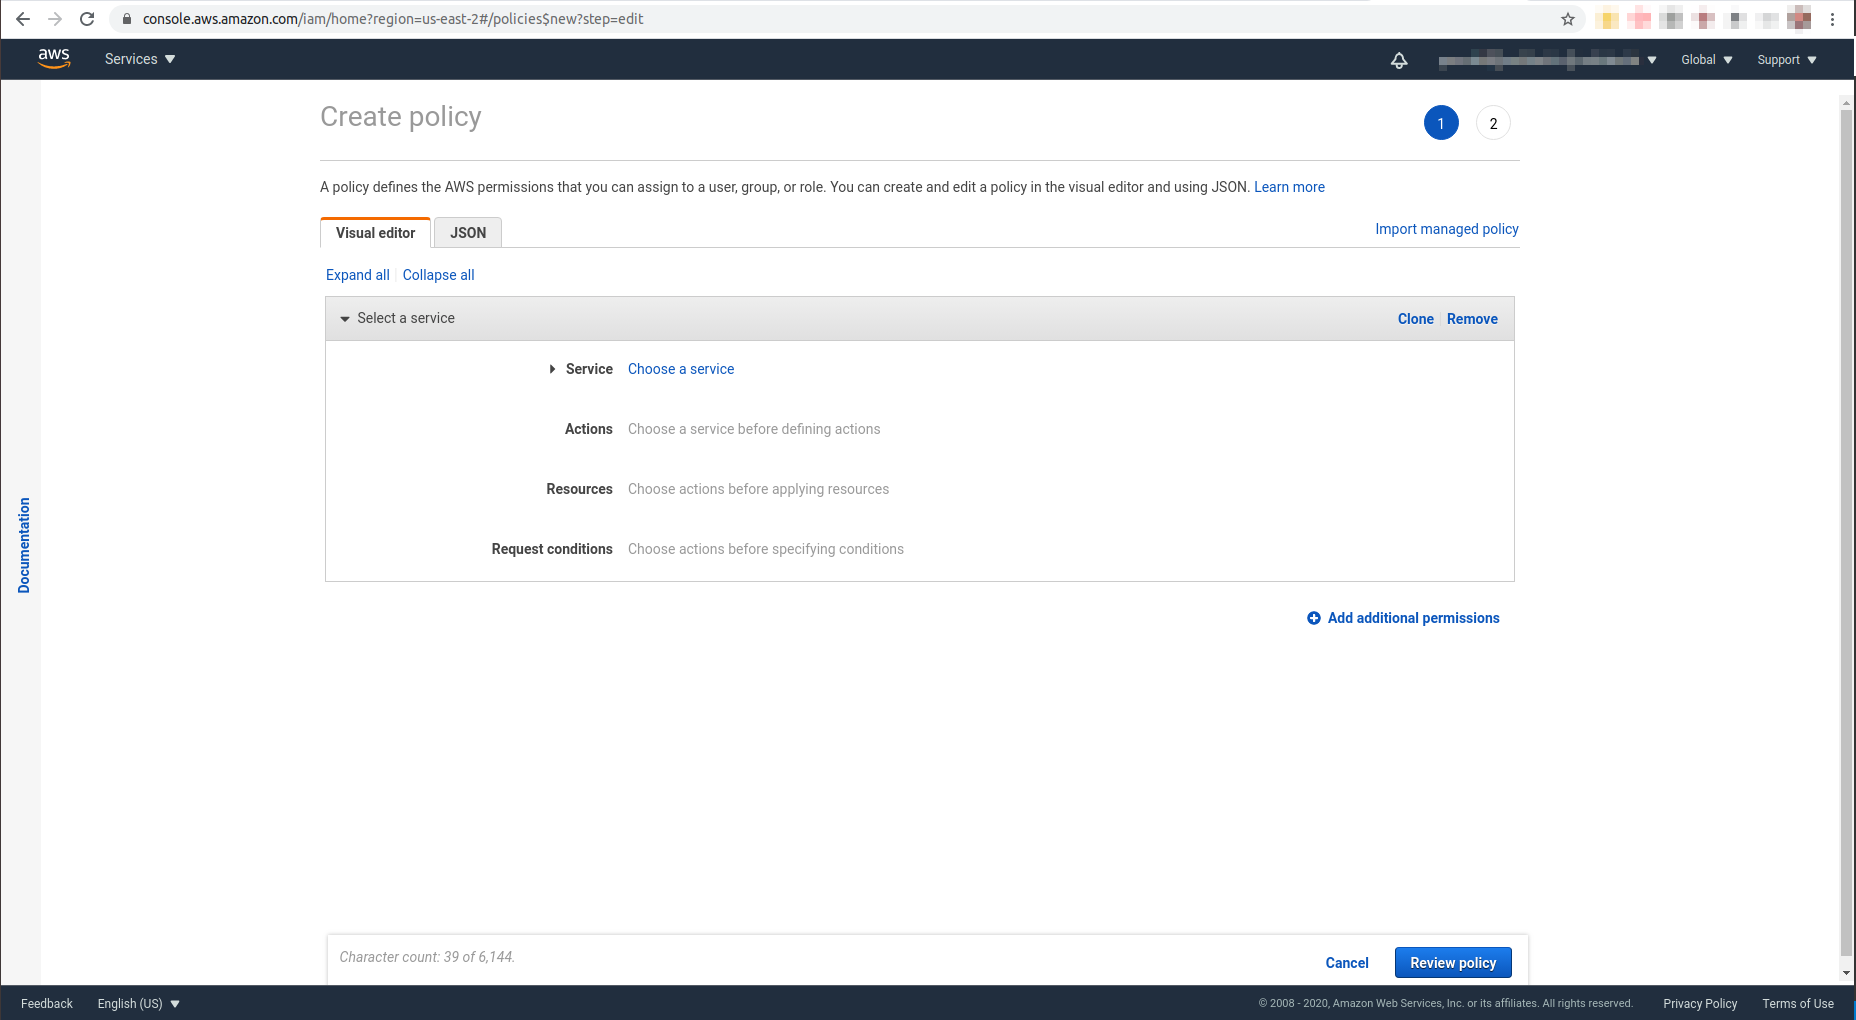 console.aws.amazon.com/iam/home?region=us-east-2#/policies$new?step=edit
aws Services Global Support
Create policy 1 2
A policy defines the AWS permissions that you can assign to a user, group, or role. You can create and edit a policy in the visual editor and using JSON. Learn more
Visual editor JSON Import managed policy
Expand all Collapse all
Select a service Clone Remove
Service Choose a service
Actions Choose a service before defining actions
Resources Choose actions before applying resources
Request conditions Choose actions before specifying conditions
Documentation
Add additional permissions
Character count: 39 of 6,144. Cancel Review policy
Feedback English (US) © 2008 - 2020, Amazon Web Services, Inc. or its affiliates. All rights reserved. Privacy Policy Terms of Use